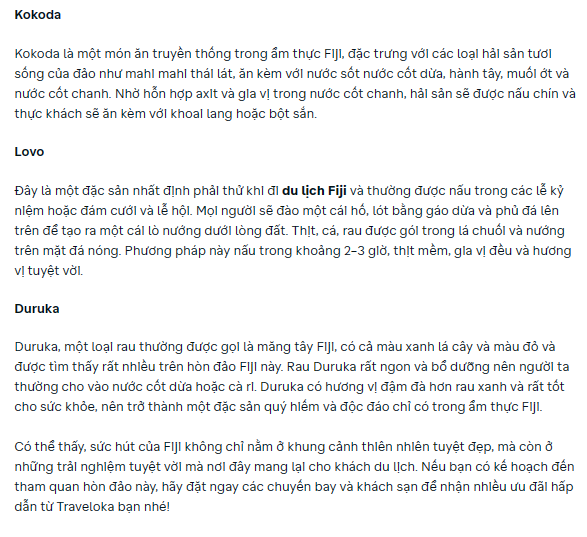 Kokoda
Kokoda là một món ăn truyền thống trong ẩm thực Fiji, đặc trưng với các loại hải sản tươi
sống của đảo như mahi mahi thái lát, ăn kèm với nước sốt nước cốt dừa, hành tây, muối ớt và
nước cốt chanh. Nhờ hỗn hợp axit và gia vị trong nước cốt chanh, hải sản sẽ được nấu chín và
thực khách sẽ ăn kèm với khoai lang hoặc bột sắn.
Lovo
Đây là một đặc sản nhất định phải thử khi đi du lịch Fiji và thường được nấu trong các lễ kỷ
niệm hoặc đám cưới và lễ hội. Mọi người sẽ đào một cái hố, lót bằng gáo dừa và phủ đá lên
trên để tạo ra một cái lò nướng dưới lòng đất. Thịt, cá, rau được gói trong lá chuối và nướng
trên mặt đá nóng. Phương pháp này nấu trong khoảng 2-3 giờ, thịt mềm, gia vị đều và hương
vị tuyệt vời.
Duruka
Duruka, một loại rau thường được gọi là măng tây Fiji, có cả màu xanh lá cây và màu đỏ và
được tìm thấy rất nhiều trên hòn đảo Fiji này. Rau Duruka rất ngon và bổ dưỡng nên người ta
thường cho vào nước cốt dừa hoặc cà ri. Duruka có hương vị đậm đà hơn rau xanh và rất tốt
cho sức khỏe, nên trở thành một đặc sản quý hiếm và độc đáo chỉ có trong ẩm thực Fiji.
Có thể thấy, sức hút của Fiji không chỉ nằm ở khung cảnh thiên nhiên tuyệt đẹp, mà còn ở
những trải nghiệm tuyệt vời mà nơi đây mang lại cho khách du lịch. Nếu bạn có kế hoạch đến
tham quan hòn đảo này, hãy đặt ngay các chuyến bay và khách sạn để nhận nhiều ưu đãi hấp
dẫn từ Traveloka bạn nhé!